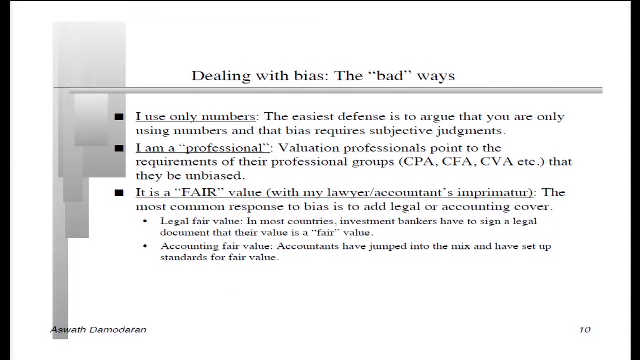 Dealing with bias: The “bad” ways
I use only numbers: The easiest defense is to argue that you are only
using numbers and that bias requires subjective judgments.
I am a “professional”: Valuation professionals point to the
requirements of their professional groups (CPA, CFA, CVA etc.) that
they be unbiased.
It is a “FAIR” value (with my lawyer/accountant’s imprimatur): The
most common response to bias is to add legal or accounting cover.
• Legal fair value: In most countries, investment bankers have to sign a legal
document that their value is a “fair” value.
• Accounting fair value: Accountants have jumped into the mix and have set up
standards for fair value.
Aswath Damodaran
10